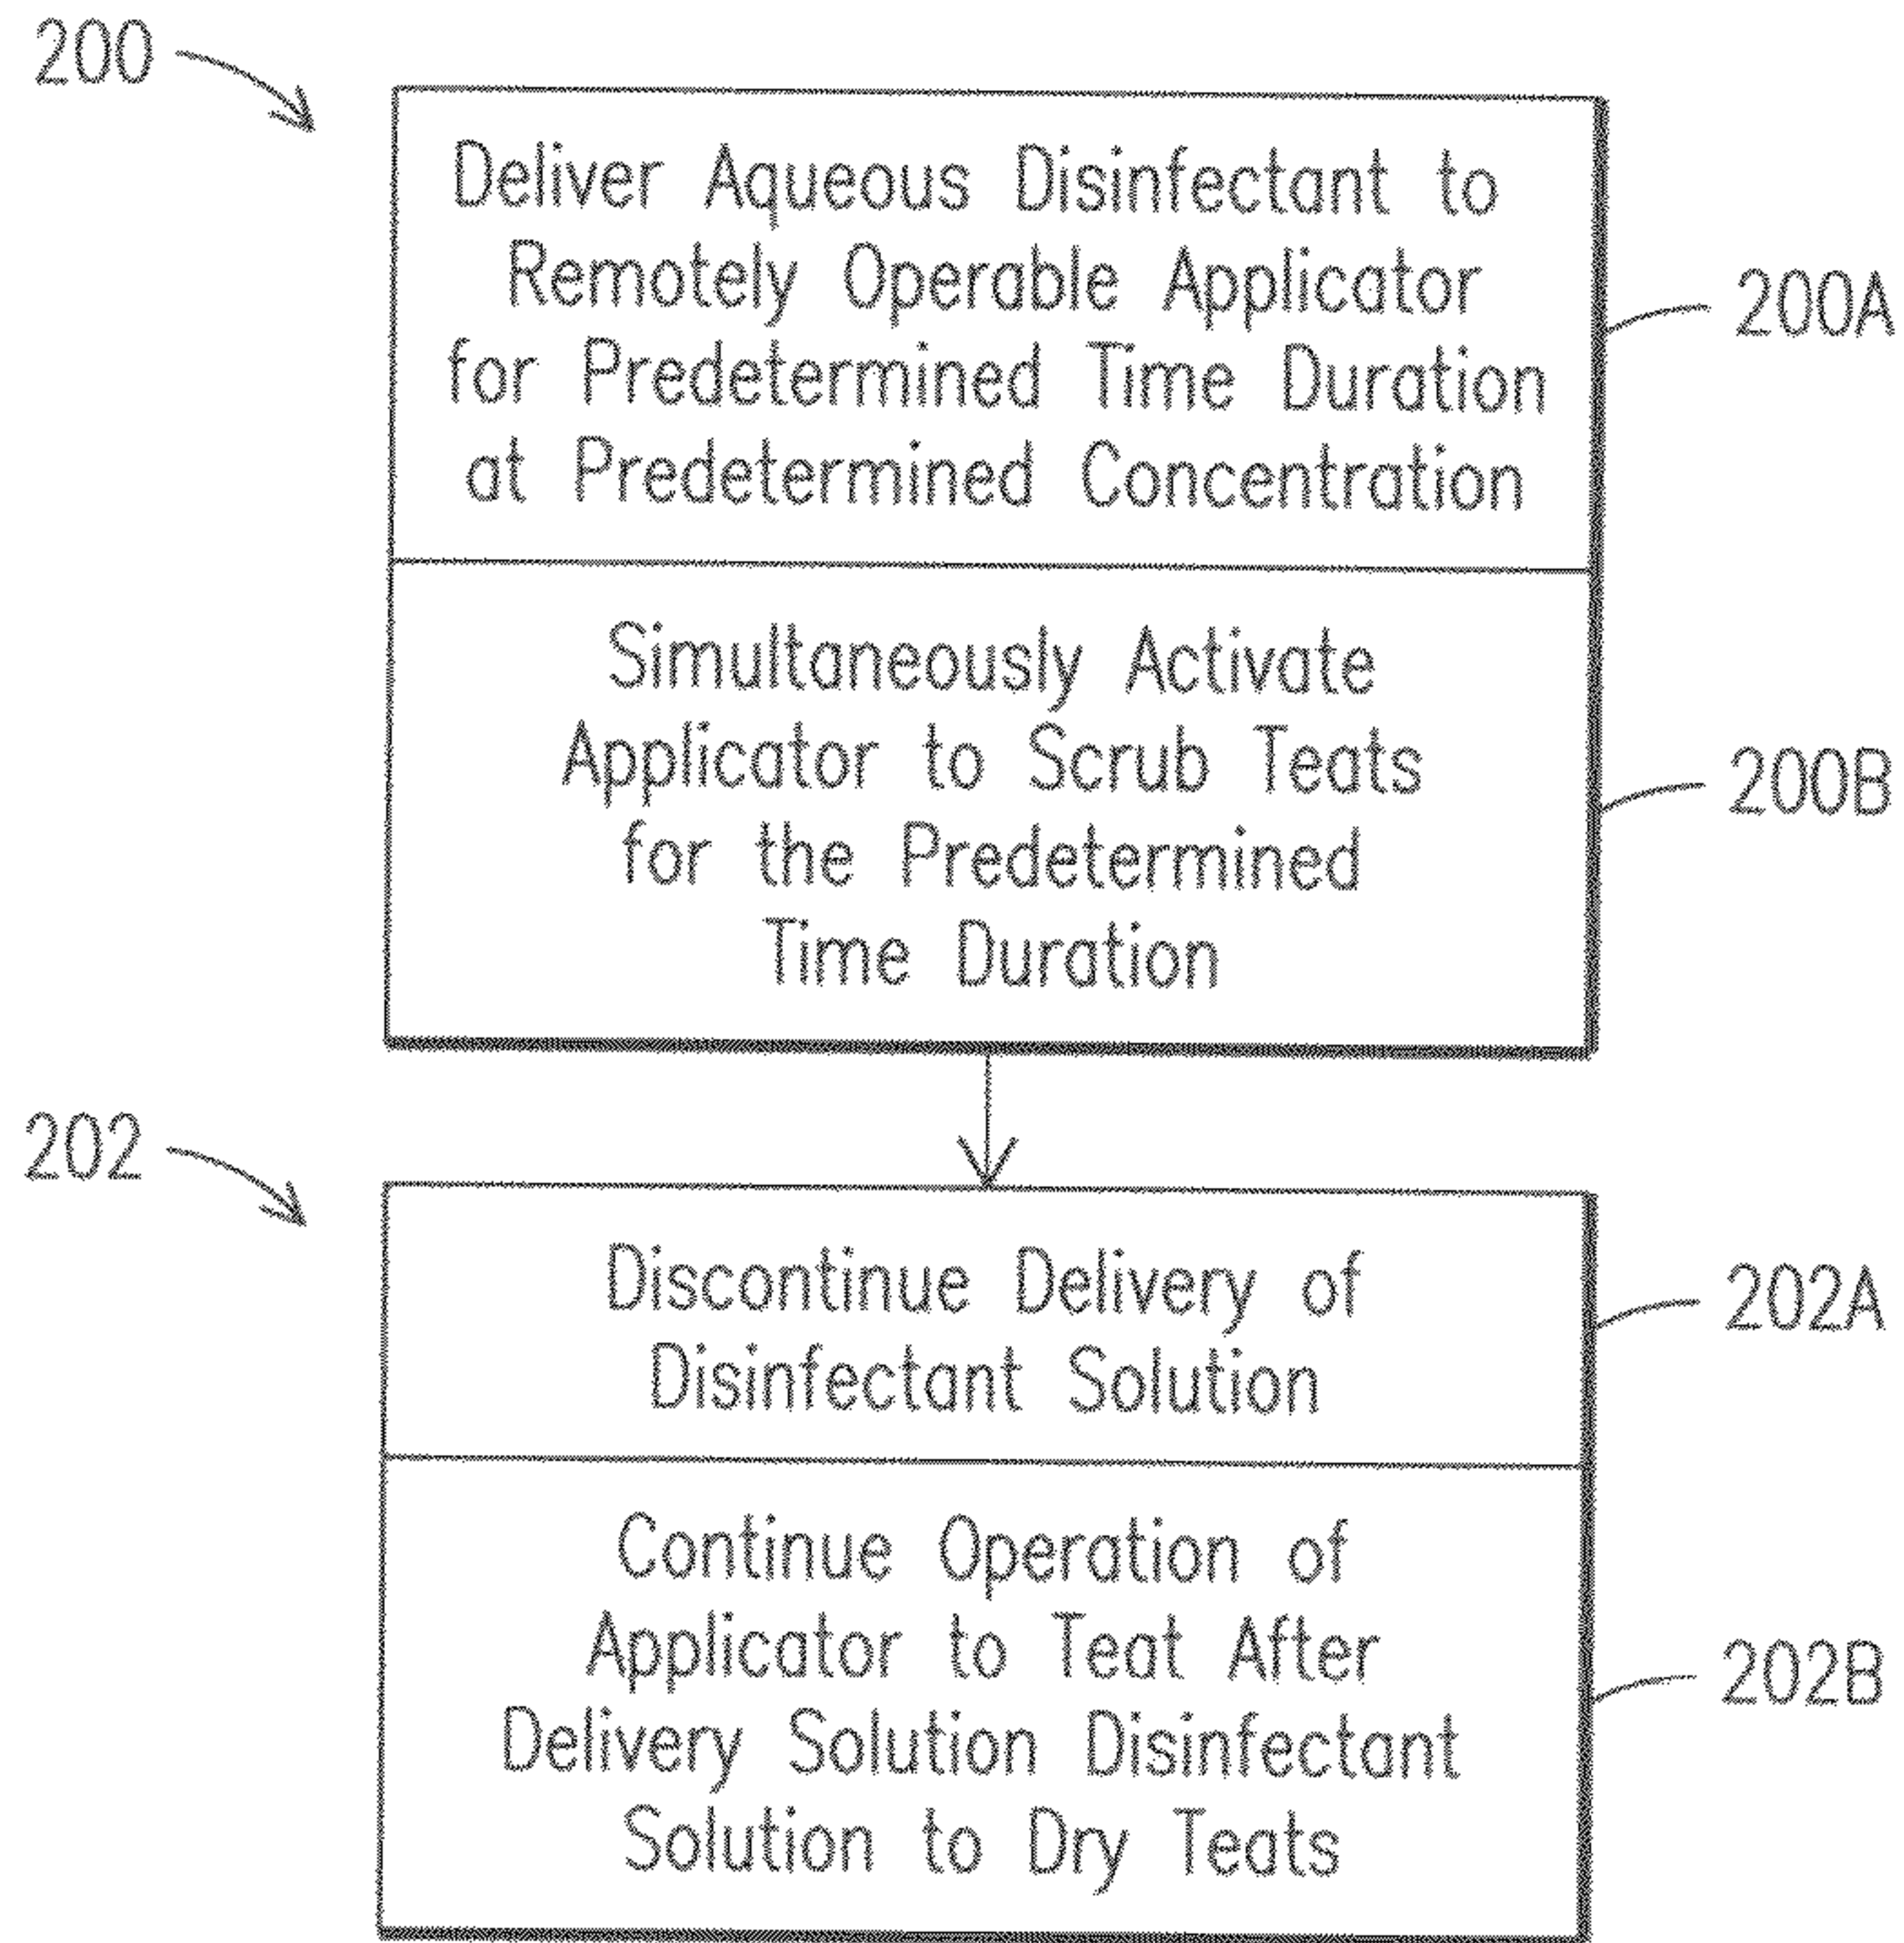 200
Deliver Aqueous Disinfectant to
Remotely Operable Applicator
for Predetermined Time Duration
at Predetermined Concentration
200A
Simultaneously Activate
Applicator to Scrub Teats
for the Predetermined
Time Duration
200B
202
Discontinue Delivery of
Disinfectant Solution
202A
Continue Operation of
Applicator to Teat After
Delivery Solution Disinfectant
Solution to Dry Teats
202B